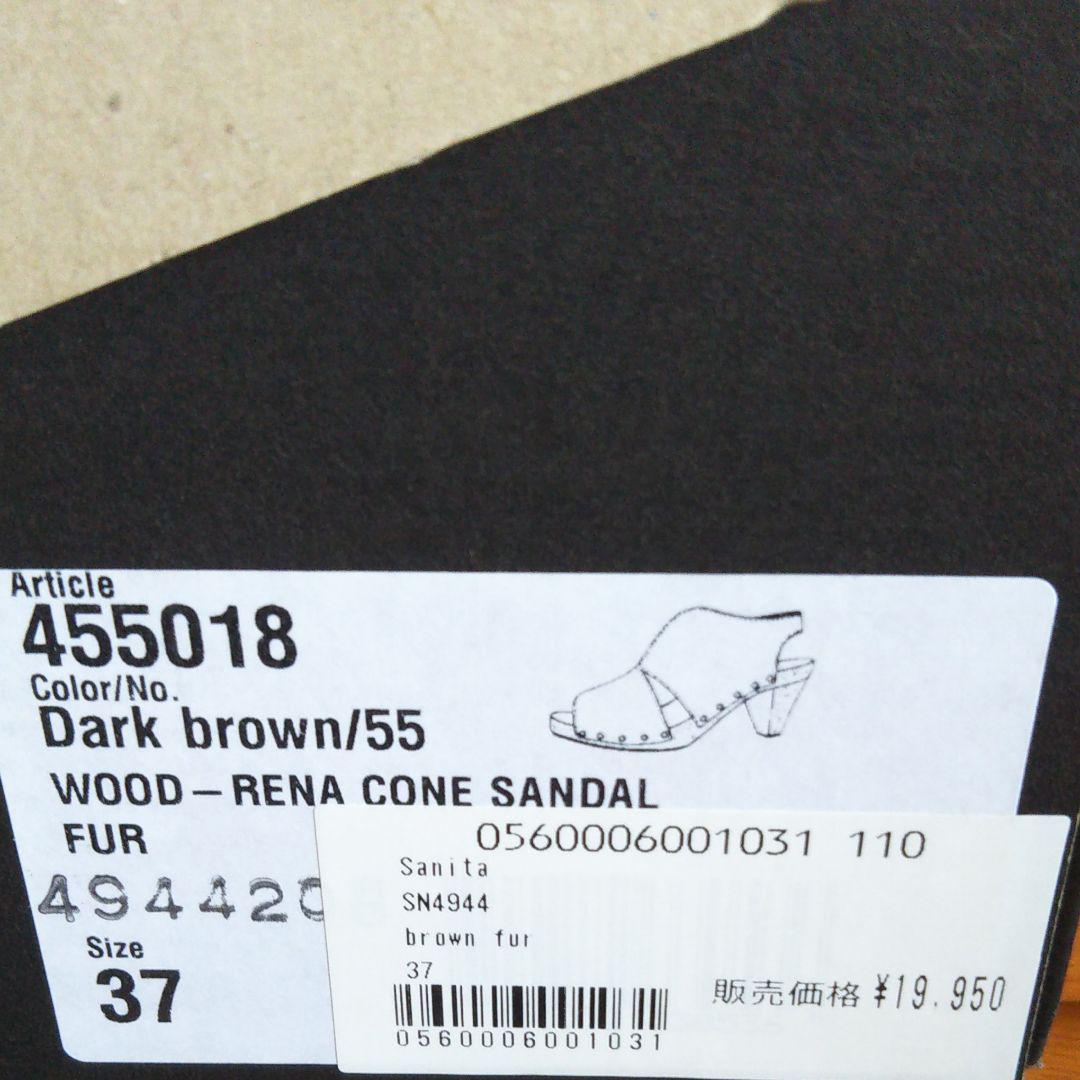 Article
455018
Color/No.
Dark brown/55
WOOD-RENA CONE SANDAL
FUR
494420
Size
37
0560006001031 110
Sanita
SN4944
brown fur
37
販売価格 ¥19.950
0560006001031